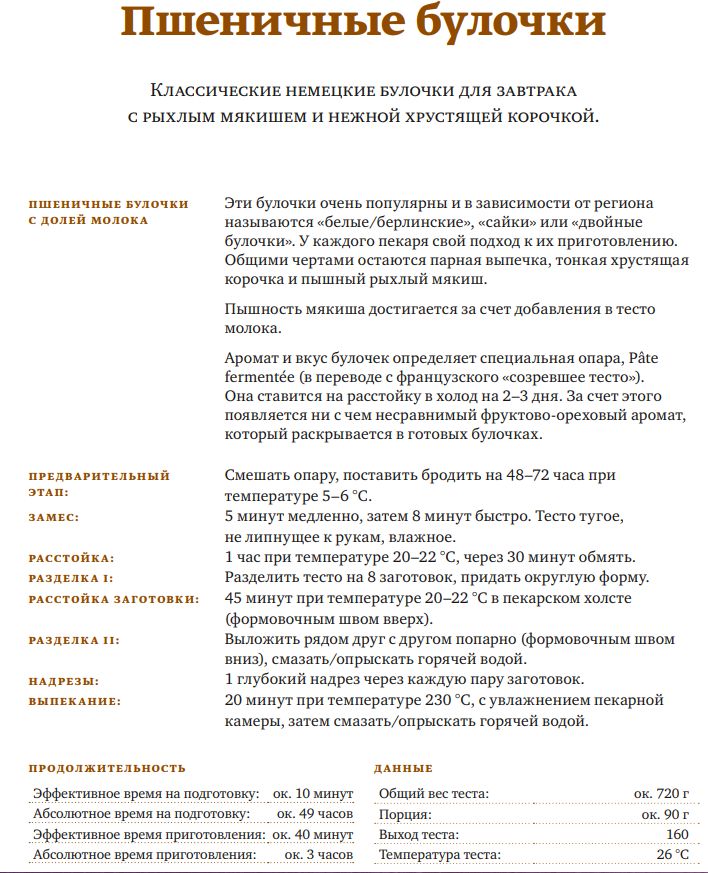 Пшеничные булочки
Классические немецкие булочки для завтрака
с рыхлым мякишем и нежной хрустящей корочкой.
пшеничные булочки
с долей молока
Эти булочки очень популярны и в зависимости от региона
называются «белые/берлинские», «сайки» или «двойные
булочки». У каждого пекаря свой подход к их приготовлению.
Общими чертами остаются парная выпечка, тонкая хрустящая
корочка и пышный рыхлый мякиш.
Пышность мякиша достигается за счет добавления в тесто
молока.
Аромат и вкус булочек определяет специальная опара, Pâte
fermentée (в переводе с французского «созревшее тесто»).
Она ставится на расстойку в холод на 2–3 дня. За счет этого
появляется ни с чем несравнимый фруктово-ореховый аромат,
который раскрывается в готовых булочках.
предварительный
этап:
Смешать опару, поставить бродить на 48–72 часа при
температуре 5–6 °C.
замес:
5 минут медленно, затем 8 минут быстро. Тесто тугое,
не липнущее к рукам, влажное.
расстойка:
1 час при температуре 20–22 °C, через 30 минут обмять.
разделка i:
Разделить тесто на 8 заготовок, придать округлую форму.
расстойка заготовки:
45 минут при температуре 20–22 °C в пекарском холсте
(формовочным швом вверх).
разделка ii:
Выложить рядом друг с другом попарно (формовочным швом
вниз), смазать/опрыскать горячей водой.
надрезы:
1 глубокий надрез через каждую пару заготовок.
выпекание:
20 минут при температуре 230 °C, с увлажнением пекарной
камеры, затем смазать/опрыскать горячей водой.
продолжительность
Эффективное время на подготовку: ок. 10 минут
Абсолютное время на подготовку: ок. 49 часов
Эффективное время приготовления: ок. 40 минут
Абсолютное время приготовления: ок. 3 часов
данные
Общий вес теста: ок. 720 г
Порция: ок. 90 г
Выход теста: 160
Температура теста: 26 °C